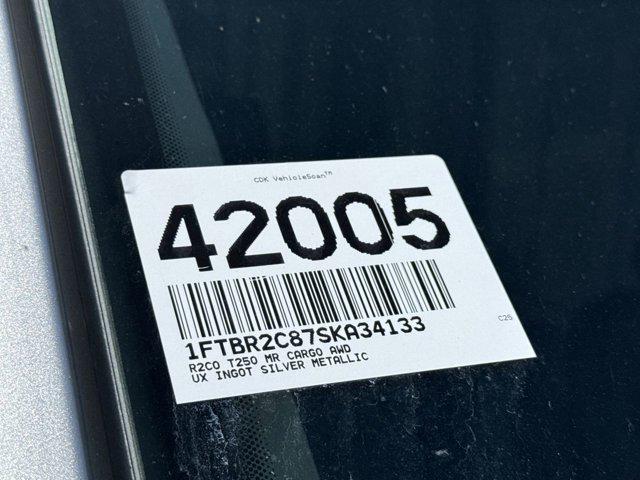 CDK VehicleScan™
42005
1FTBR2C87SKA34133
R2CO T250 MR CARGO AWD
UX INGOT SILVER METALLIC
C25